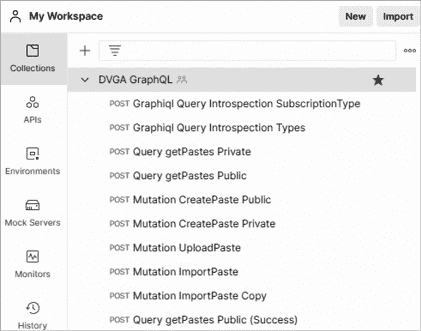 My Workspace
New
Import
Collections
APIs
Environments
Mock Servers
Monitors
History
DVGA GraphQL
POST Graphiql Query Introspection SubscriptionType
POST Graphiql Query Introspection Types
POST Query getPastes Private
POST Query getPastes Public
POST Mutation CreatePaste Public
POST Mutation CreatePaste Private
POST Mutation UploadPaste
POST Mutation ImportPaste
POST Mutation ImportPaste Copy
POST Query getPastes Public (Success)